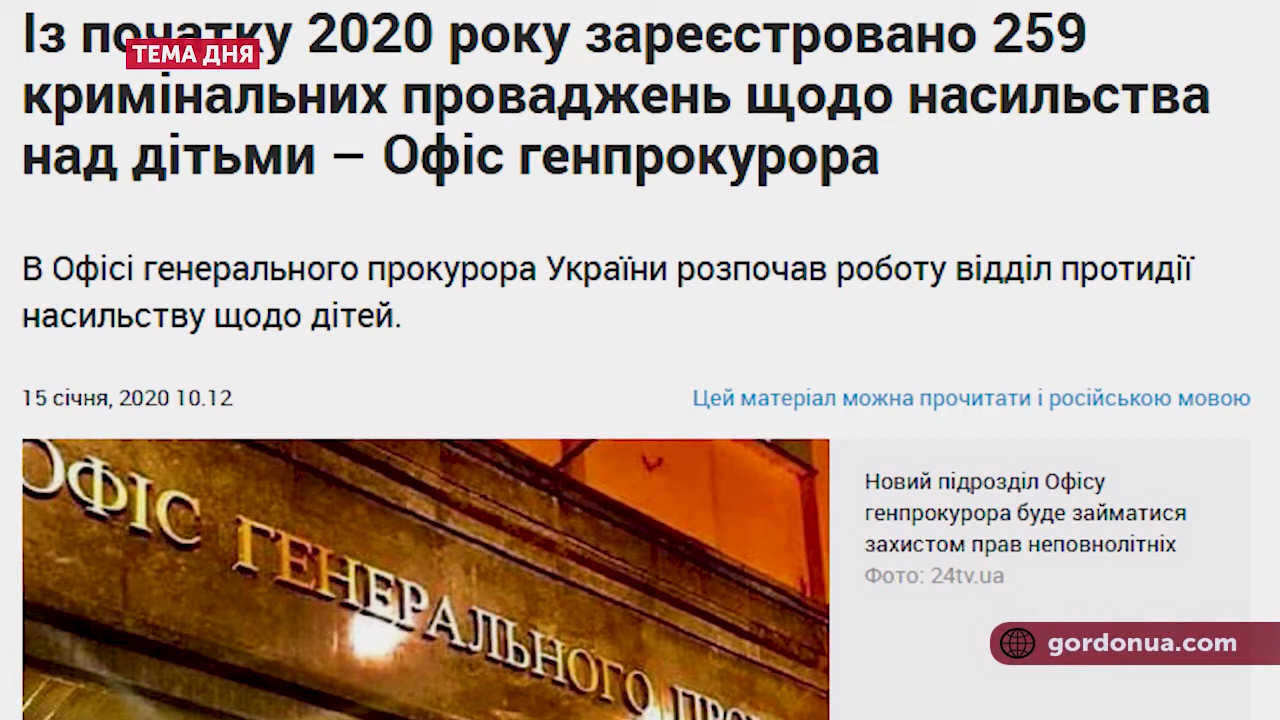 Із початку 2020 року зареєстровано 259
ТЕМА ДНЯ
кримінальних проваджень щодо насильства
над дітьми – Офіс генпрокурора
В Офісі генерального прокурора України розпочав роботу відділ протидії
насильству щодо дітей.
15 січня, 2020 10.12
Цей матеріал можна прочитати і російською мовою
ОФІС ГЕНЕРАЛЬНОГО
Новий підрозділ Офісу
генпрокурора буде займатися
захистом прав неповнолітніх
Фото: 24tv.ua
gordonua.com